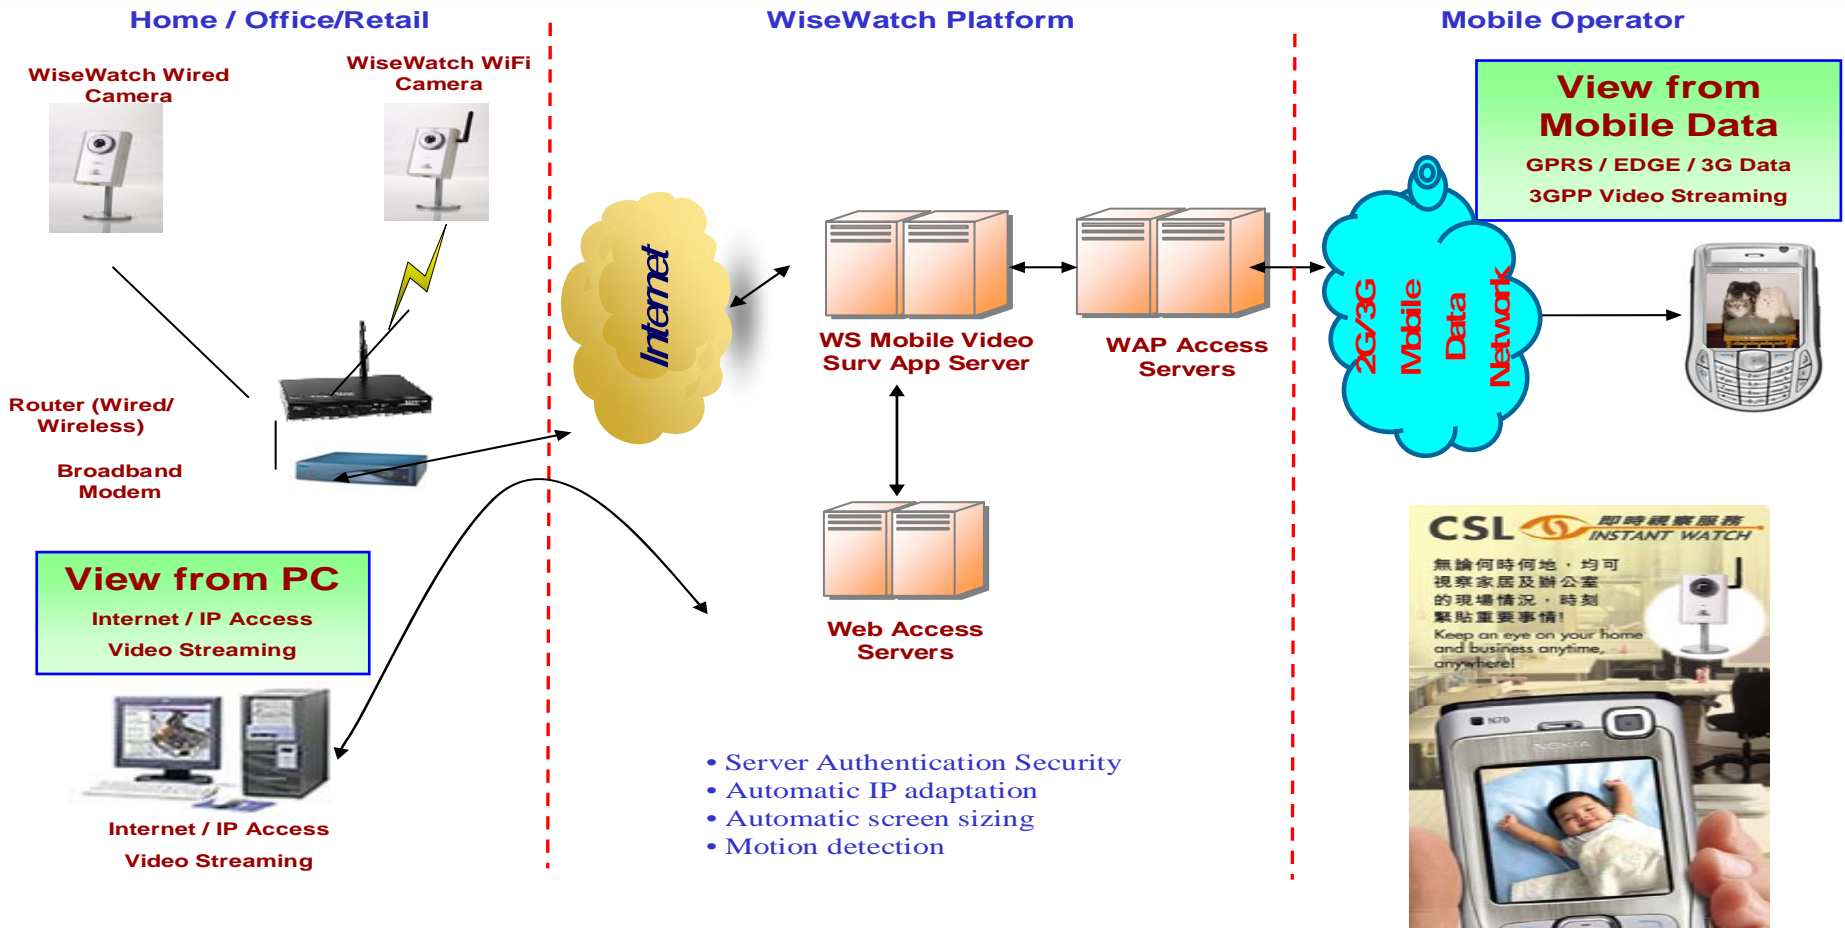 Home / Office/Retail
WiseWatch Platform
Mobile Operator
WiseWatch Wired
Camera
WiseWatch WiFi
Camera
View from
Mobile Data
GPRS / EDGE / 3G Data
3GPP Video Streaming
Internet
2G/3G
Mobile
Data
Network
WS Mobile Video
Surv App Server
WAP Access
Servers
Router (Wired/
Wireless)
Broadband
Modem
View from PC
Internet / IP Access
Video Streaming
Web Access
Servers
Internet / IP Access
Video Streaming
• Server Authentication Security
• Automatic IP adaptation
• Automatic screen sizing
• Motion detection
CSL 即時視察服務
INSTANT WATCH
無論何時何地，均可
視察家居及辦公室
的現場情況，時刻
緊貼重要事情!
Keep an eye on your home
and business anytime,
anywhere!
N70
NOKIA